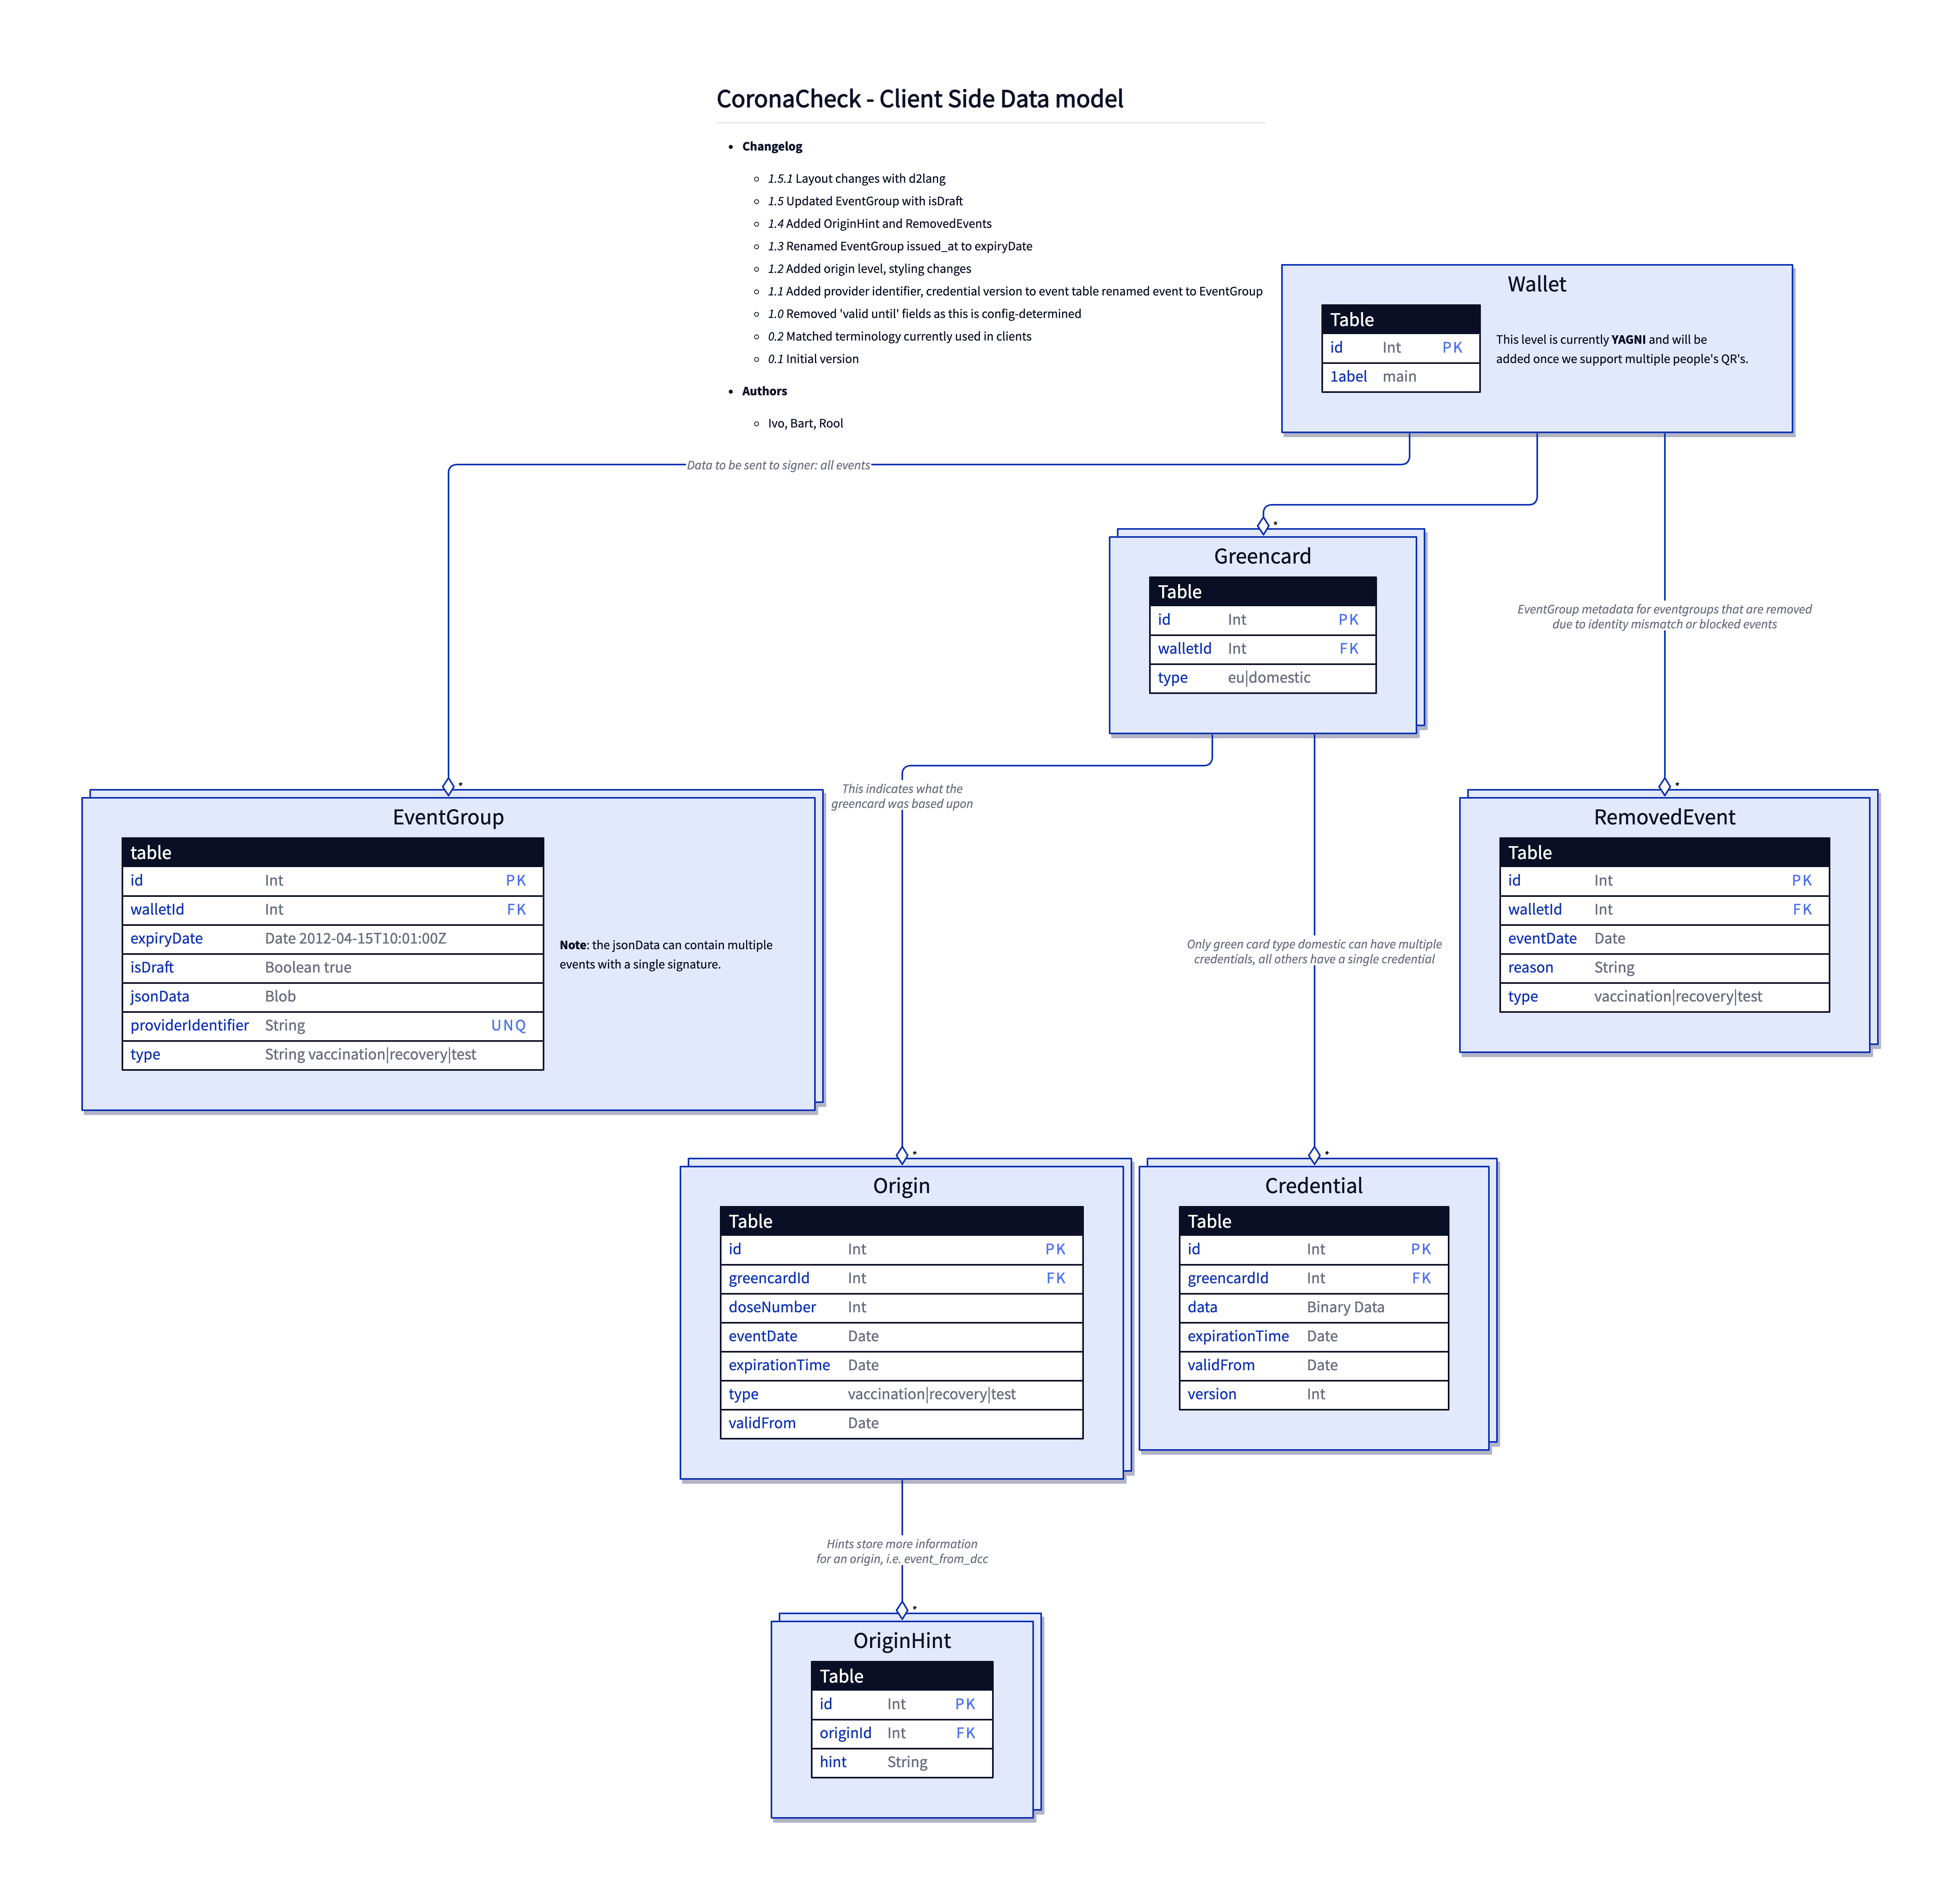 CoronaCheck - Client Side Data model
Changelog
1.5.1 Layout changes with d2lang
1.5 Updated EventGroup with isDraft
1.4 Added OriginHint and RemovedEvents
1.3 Renamed EventGroup issued_at to expiryDate
1.2 Added origin level, styling changes
1.1 Added provider identifier, credential version to event table renamed event to EventGroup
1.0 Removed 'valid until' fields as this is config-determined
0.2 Matched terminology currently used in clients
0.1 Initial version
Authors
Ivo, Bart, Rool
Wallet
Table
id Int PK
1abel main
This level is currently YAGNI and will be
added once we support multiple people's QR's.
Data to be sent to signer: all events
*
Greencard
Table
id Int PK
walletId Int FK
type eu|domestic
EventGroup metadata for eventgroups that are removed
due to identity mismatch or blocked events
This indicates what the
greencard was based upon
*
EventGroup
table
id Int PK
walletId Int FK
expiryDate Date 2012-04-15T10:01:00Z
isDraft Boolean true
jsonData Blob
providerIdentifier String UNQ
type String vaccination|recovery|test
Note: the jsonData can contain multiple
events with a single signature.
Only green card type domestic can have multiple
credentials, all others have a single credential
*
RemovedEvent
Table
id Int PK
walletId Int FK
eventDate Date
reason String
type vaccination|recovery|test
*
Origin
Table
id Int PK
greencardId Int FK
doseNumber Int
eventDate Date
expirationTime Date
type vaccination|recovery|test
validFrom Date
*
Credential
Table
id Int PK
greencardId Int FK
data Binary Data
expirationTime Date
validFrom Date
version Int
Hints store more information
for an origin, i.e. event_from_dcc
*
OriginHint
Table
id Int PK
originId Int FK
hint String